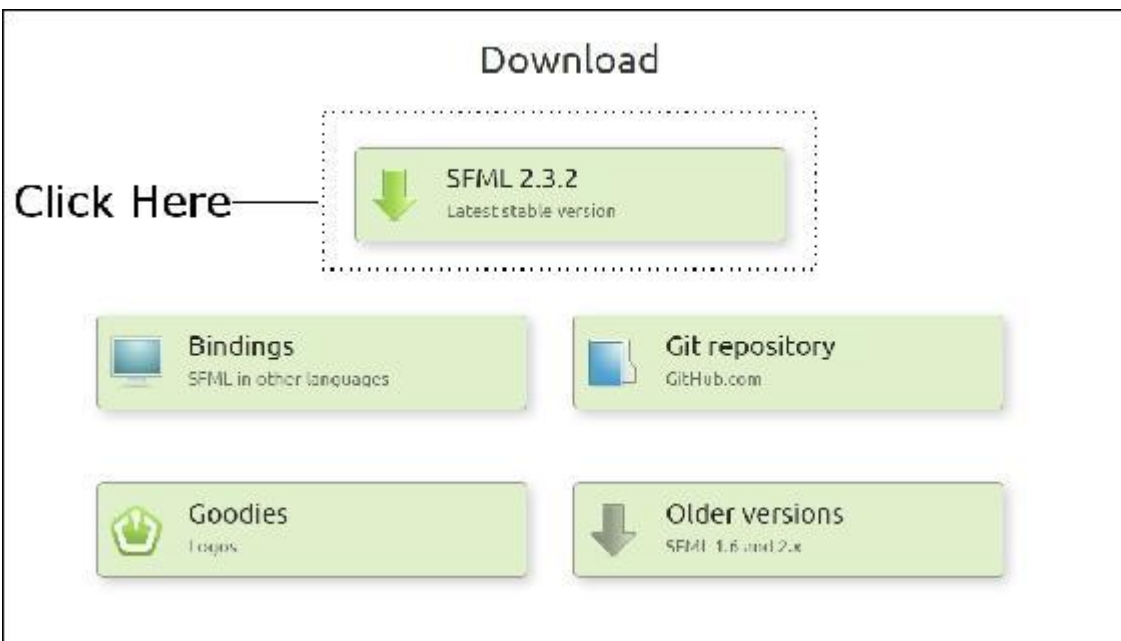 Download
SFML 2.3.2
Latest stable version
Click Here
Bindings
SFML in other languages
Git repository
GitHub.com
Goodies
Logos
Older versions
SFML 1.6 and 2.x